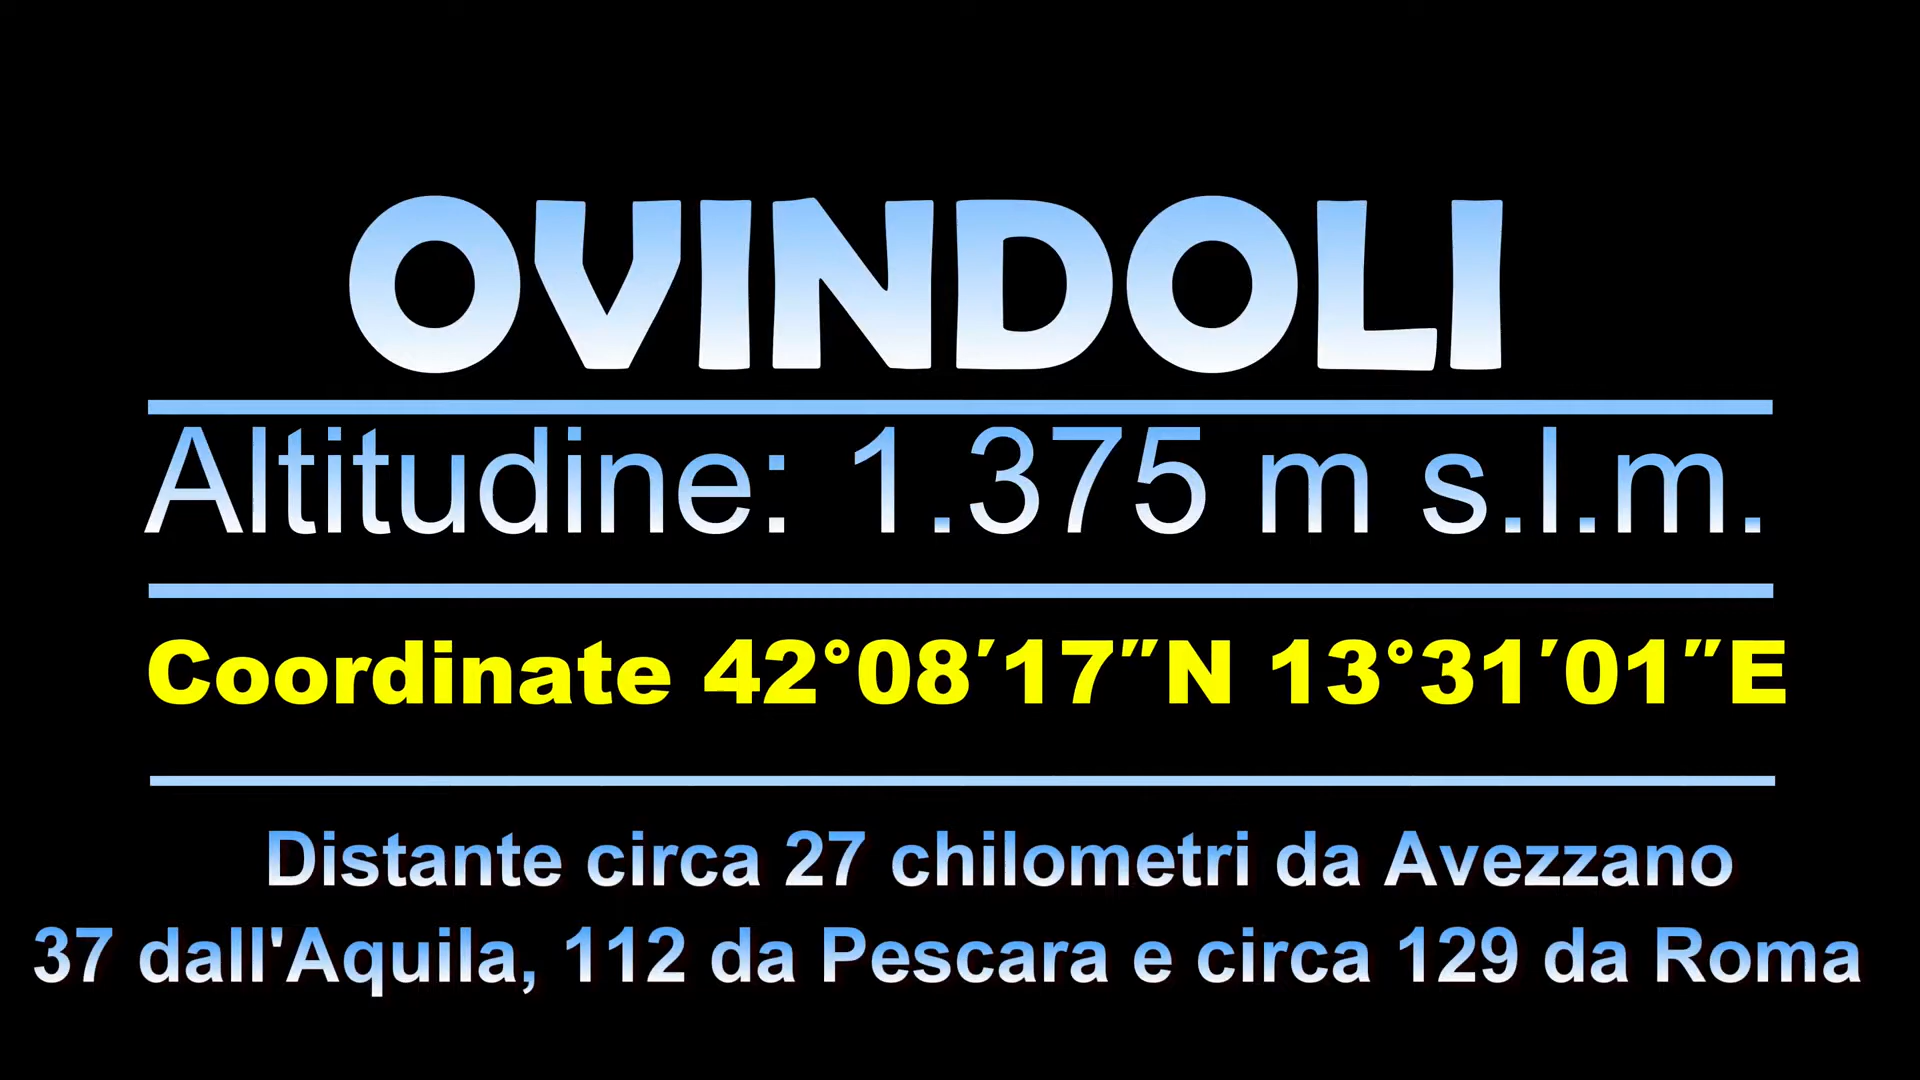 OVINDOLI
Altitudine: 1.375 m s.l.m.
Coordinate 42°08′17″N 13°31′01″E
Distante circa 27 chilometri da Avezzano
37 dall'Aquila, 112 da Pescara e circa 129 da Roma